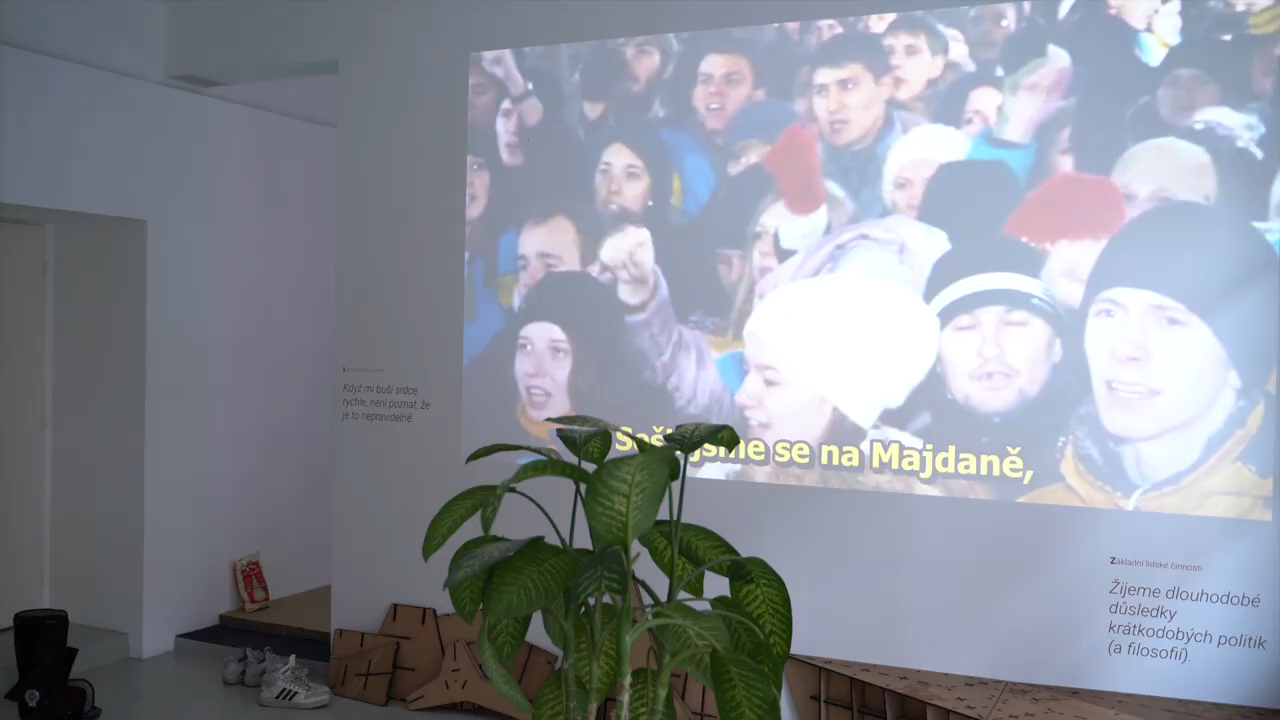 Když mi buší srdce
rychle, není poznat, že
je to nepravidelné.
jsme se na Majdaně,
Základní lidské činnosti
Žijeme dlouhodobé
důsledky
krátkodobých politik
(a filosofií).